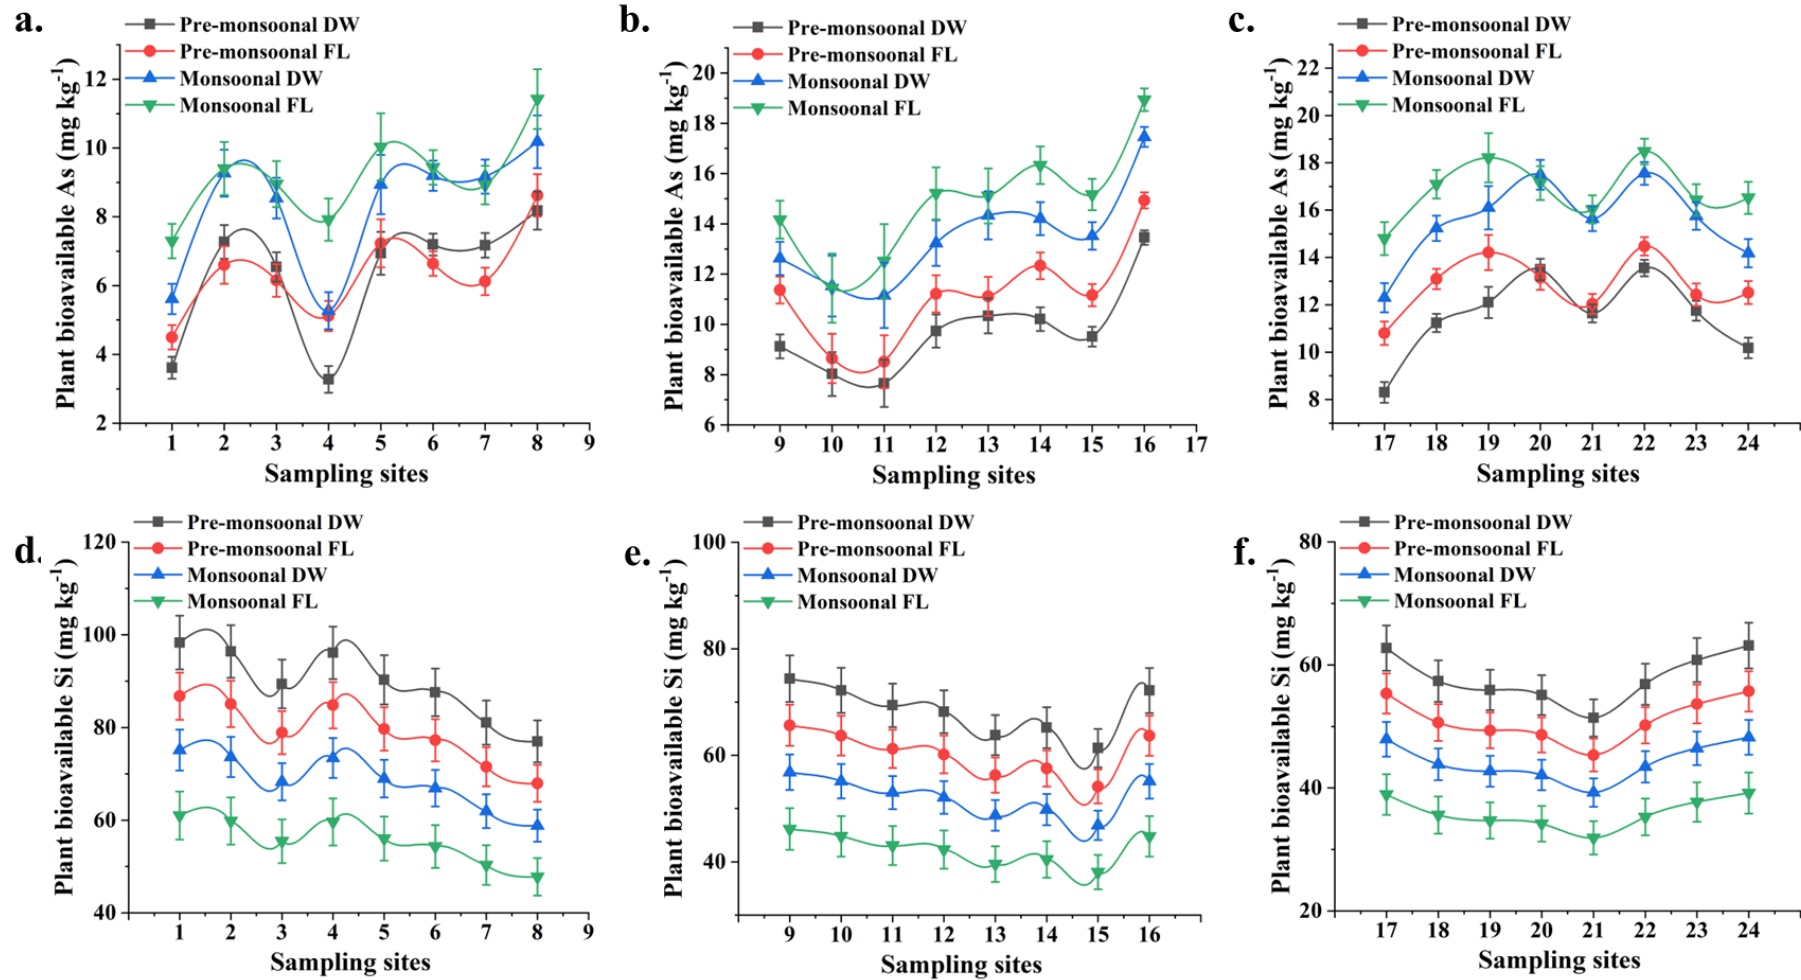 a.
Pre-monsoonal DW
Pre-monsoonal FL
Monsoonal DW
Monsoonal FL
Plant bioavailable As (mg kg⁻¹)
12
10
8
6
4
2
1 2 3 4 5 6 7 8 9
Sampling sites
b.
Pre-monsoonal DW
Pre-monsoonal FL
Monsoonal DW
Monsoonal FL
Plant bioavailable As (mg kg⁻¹)
20
18
16
14
12
10
8
6
9 10 11 12 13 14 15 16 17
Sampling sites
c.
Pre-monsoonal DW
Pre-monsoonal FL
Monsoonal DW
Monsoonal FL
Plant bioavailable As (mg kg⁻¹)
22
20
18
16
14
12
10
8
17 18 19 20 21 22 23 24
Sampling sites
d.
Pre-monsoonal DW
Pre-monsoonal FL
Monsoonal DW
Monsoonal FL
Plant bioavailable Si (mg kg⁻¹)
120
100
80
60
40
1 2 3 4 5 6 7 8 9
Sampling sites
e.
Pre-monsoonal DW
Pre-monsoonal FL
Monsoonal DW
Monsoonal FL
Plant bioavailable Si (mg kg⁻¹)
100
80
60
40
9 10 11 12 13 14 15 16
Sampling sites
f.
Pre-monsoonal DW
Pre-monsoonal FL
Monsoonal DW
Monsoonal FL
Plant bioavailable Si (mg kg⁻¹)
80
60
40
20
17 18 19 20 21 22 23 24
Sampling sites